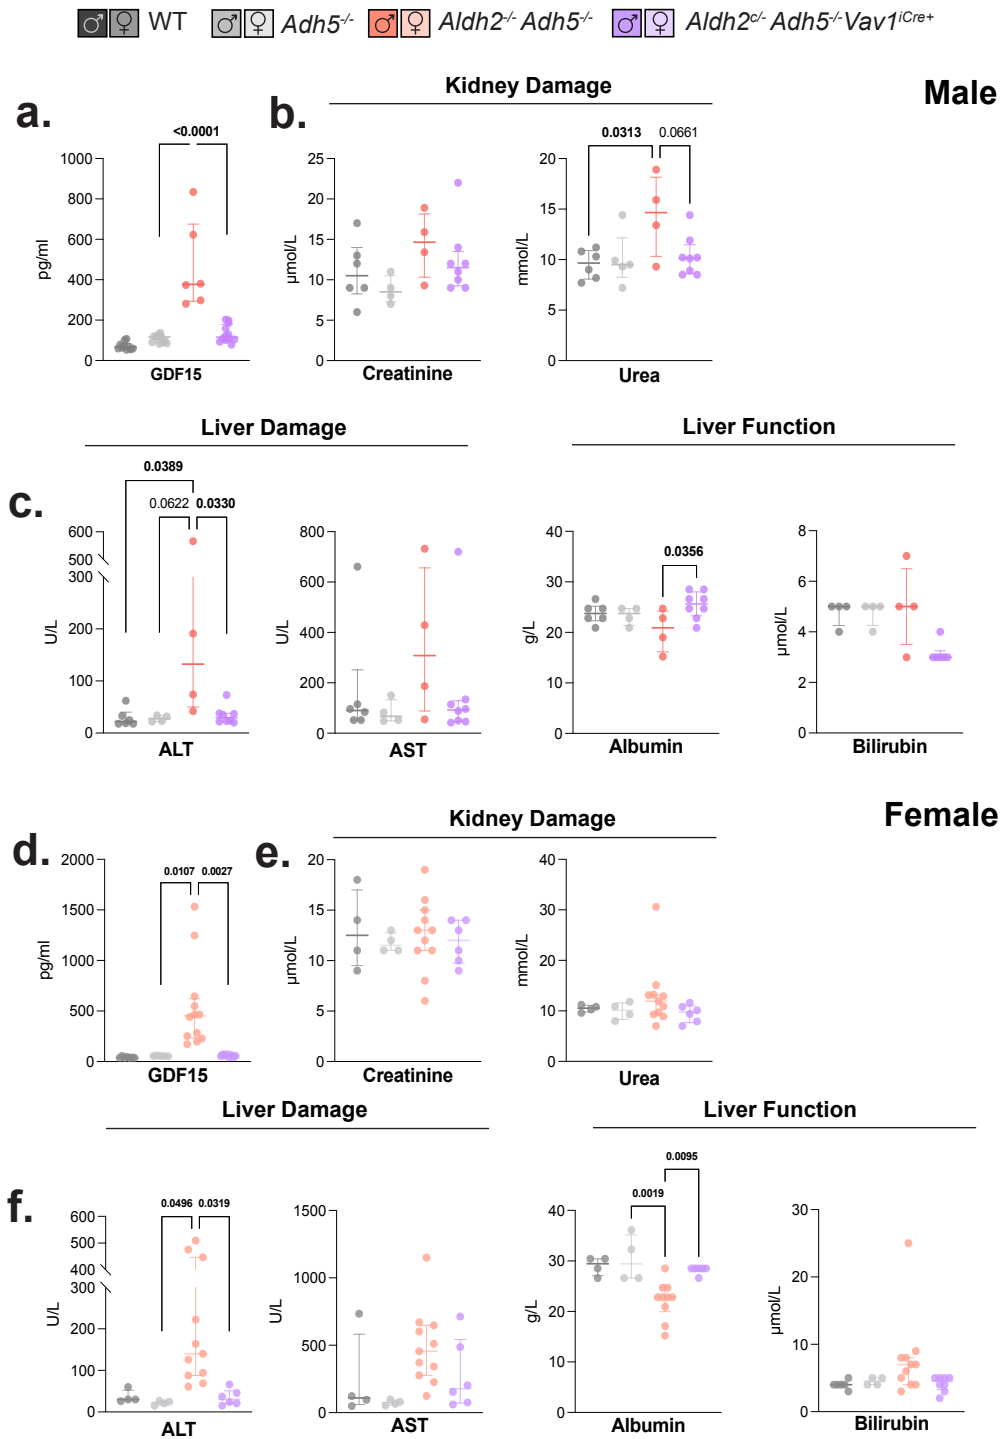 ♂ ♀ WT ♂ ♀ Adh5-/- ♂ ♀ Aldh2-/- Adh5-/- ♂ ♀ Aldh2c/- Adh5-/- Vav1iCre+
Male
Kidney Damage
a.
b.
<0.0001
0.0313
0.0661
pg/ml
1000
800
600
400
200
0
GDF15
µmol/L
25
20
15
10
5
0
Creatinine
mmol/L
20
15
10
5
0
Urea
Liver Damage
Liver Function
c.
0.0389
0.0622
0.0330
U/L
600
500
300
200
100
0
ALT
U/L
800
600
400
200
0
AST
0.0356
g/L
40
30
20
10
0
Albumin
µmol/L
8
6
4
2
0
Bilirubin
Female
Kidney Damage
d.
e.
0.0107
0.0027
pg/ml
2000
1500
1000
500
0
GDF15
µmol/L
20
15
10
5
0
Creatinine
mmol/L
40
30
20
10
0
Urea
Liver Damage
Liver Function
f.
0.0496
0.0319
U/L
600
500
400
300
200
100
0
ALT
U/L
1500
1000
500
0
AST
0.0095
0.0019
g/L
40
30
20
10
0
Albumin
µmol/L
30
20
10
0
Bilirubin